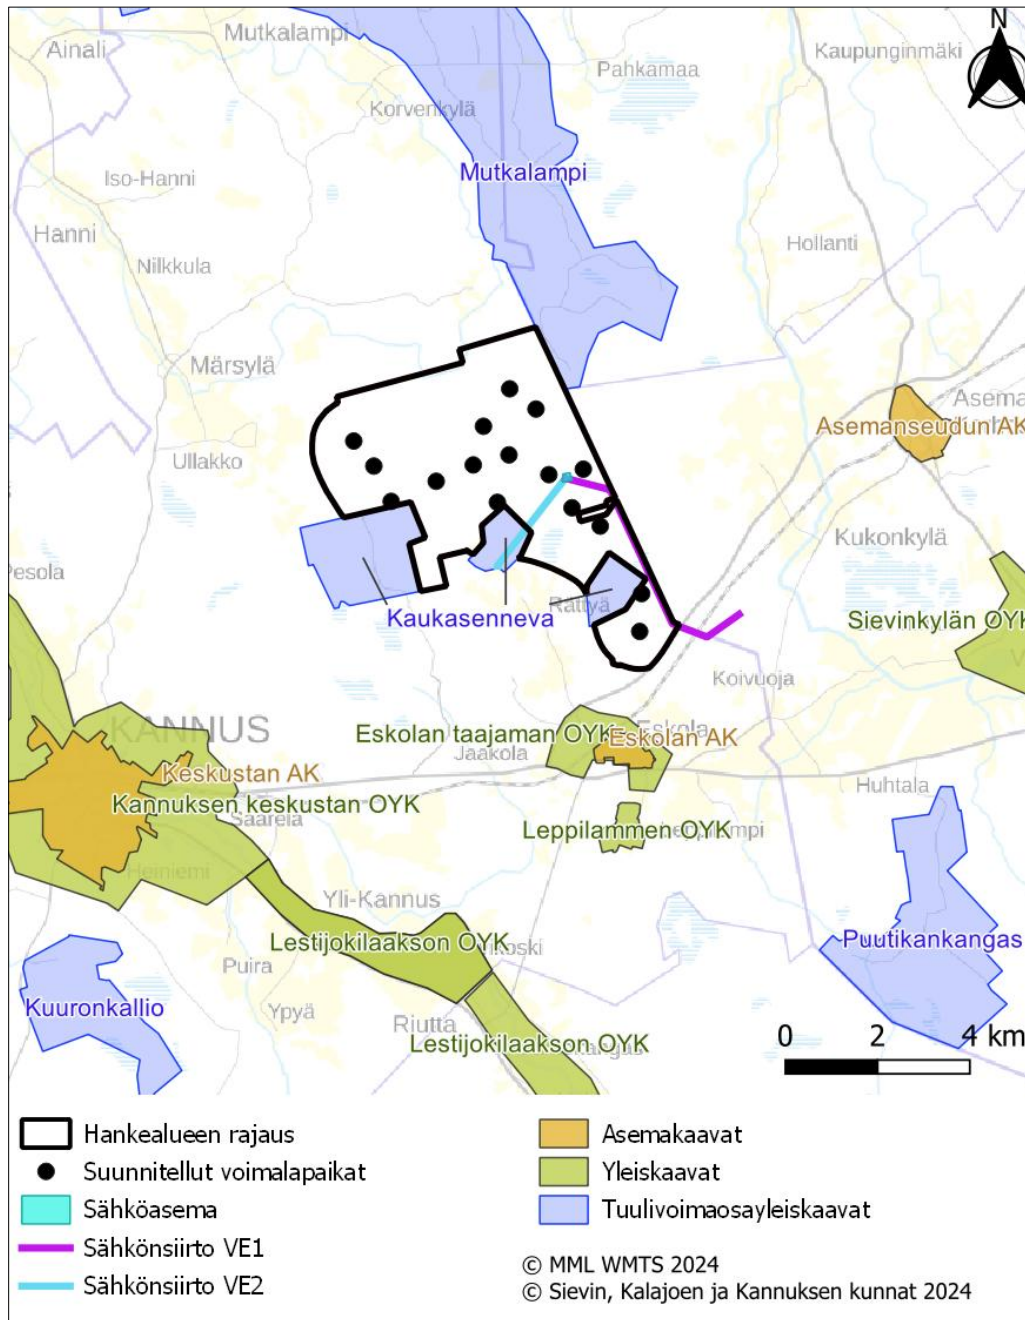 N
Ainali
Mutkalampi
Kaupunginmäki
Pahkamaa
Korvenkylä
Mutkalampi
Iso-Hanni
Hanni
Hollanti
Nilkkula
Märsylä
Asema
Asemanseudun AK
Ullakko
Kukonkylä
Pesola
Rättyä
Kaukasenneva
Sievinkylän OYK
Koivuoja
KANNUS
Eskola
Eskolan taajaman OYK
Eskolan AK
Jaakola
Keskustan AK
Huhtala
Kannuksen keskustan OYK
Saarela
Leppilammen OYK
Heiniemi
Yli-Kannus
Lestijokilaakson OYK
Puutikankangas
Puira
Kuuronkallio
Ypyä
Riutta
Lestijokilaakson OYK
0 2 4 km
Hankealueen rajaus
Suunnitellut voimalapaikat
Sähköasema
Sähkönsiirto VE1
Sähkönsiirto VE2
Asemakaavat
Yleiskaavat
Tuulivoimaosayleiskaavat
© MML WMTS 2024
© Sievin, Kalajoen ja Kannuksen kunnat 2024